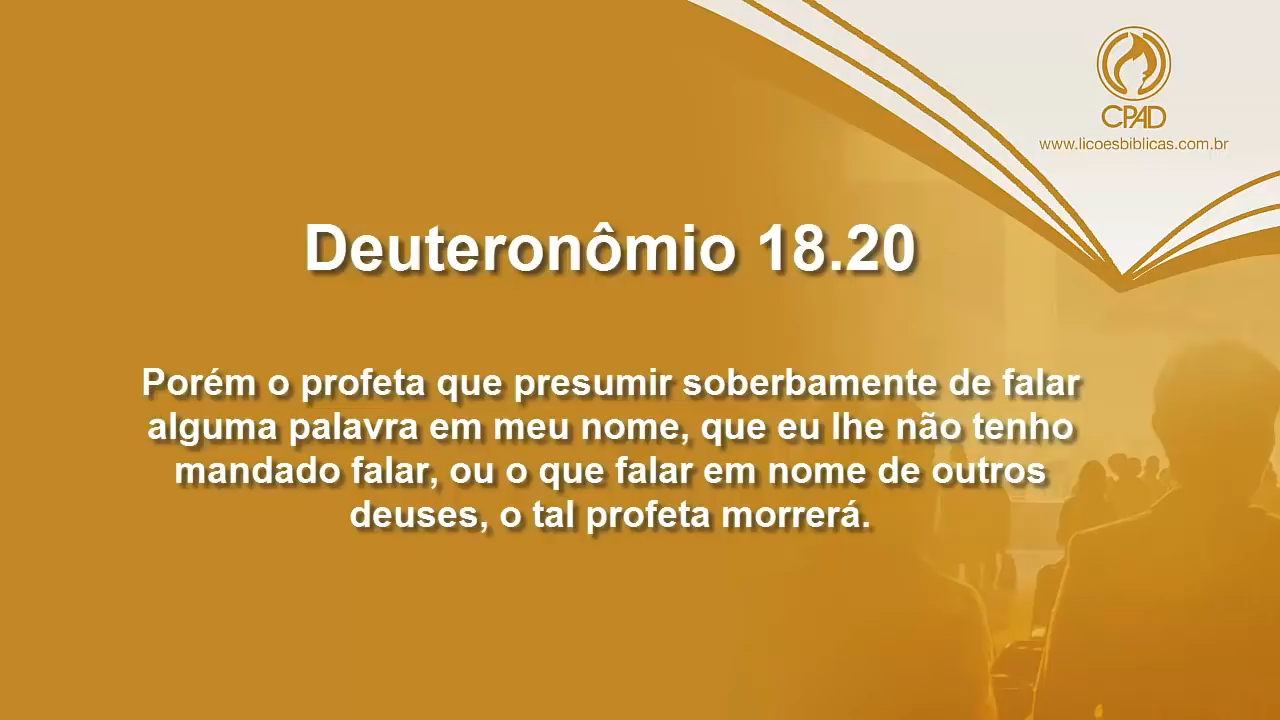 CPAD
www.licoesbiblicas.com.br
Deuteronômio 18.20
Porém o profeta que presumir soberbamente de falar
alguma palavra em meu nome, que eu lhe não tenho
mandado falar, ou o que falar em nome de outros
deuses, o tal profeta morrerá.